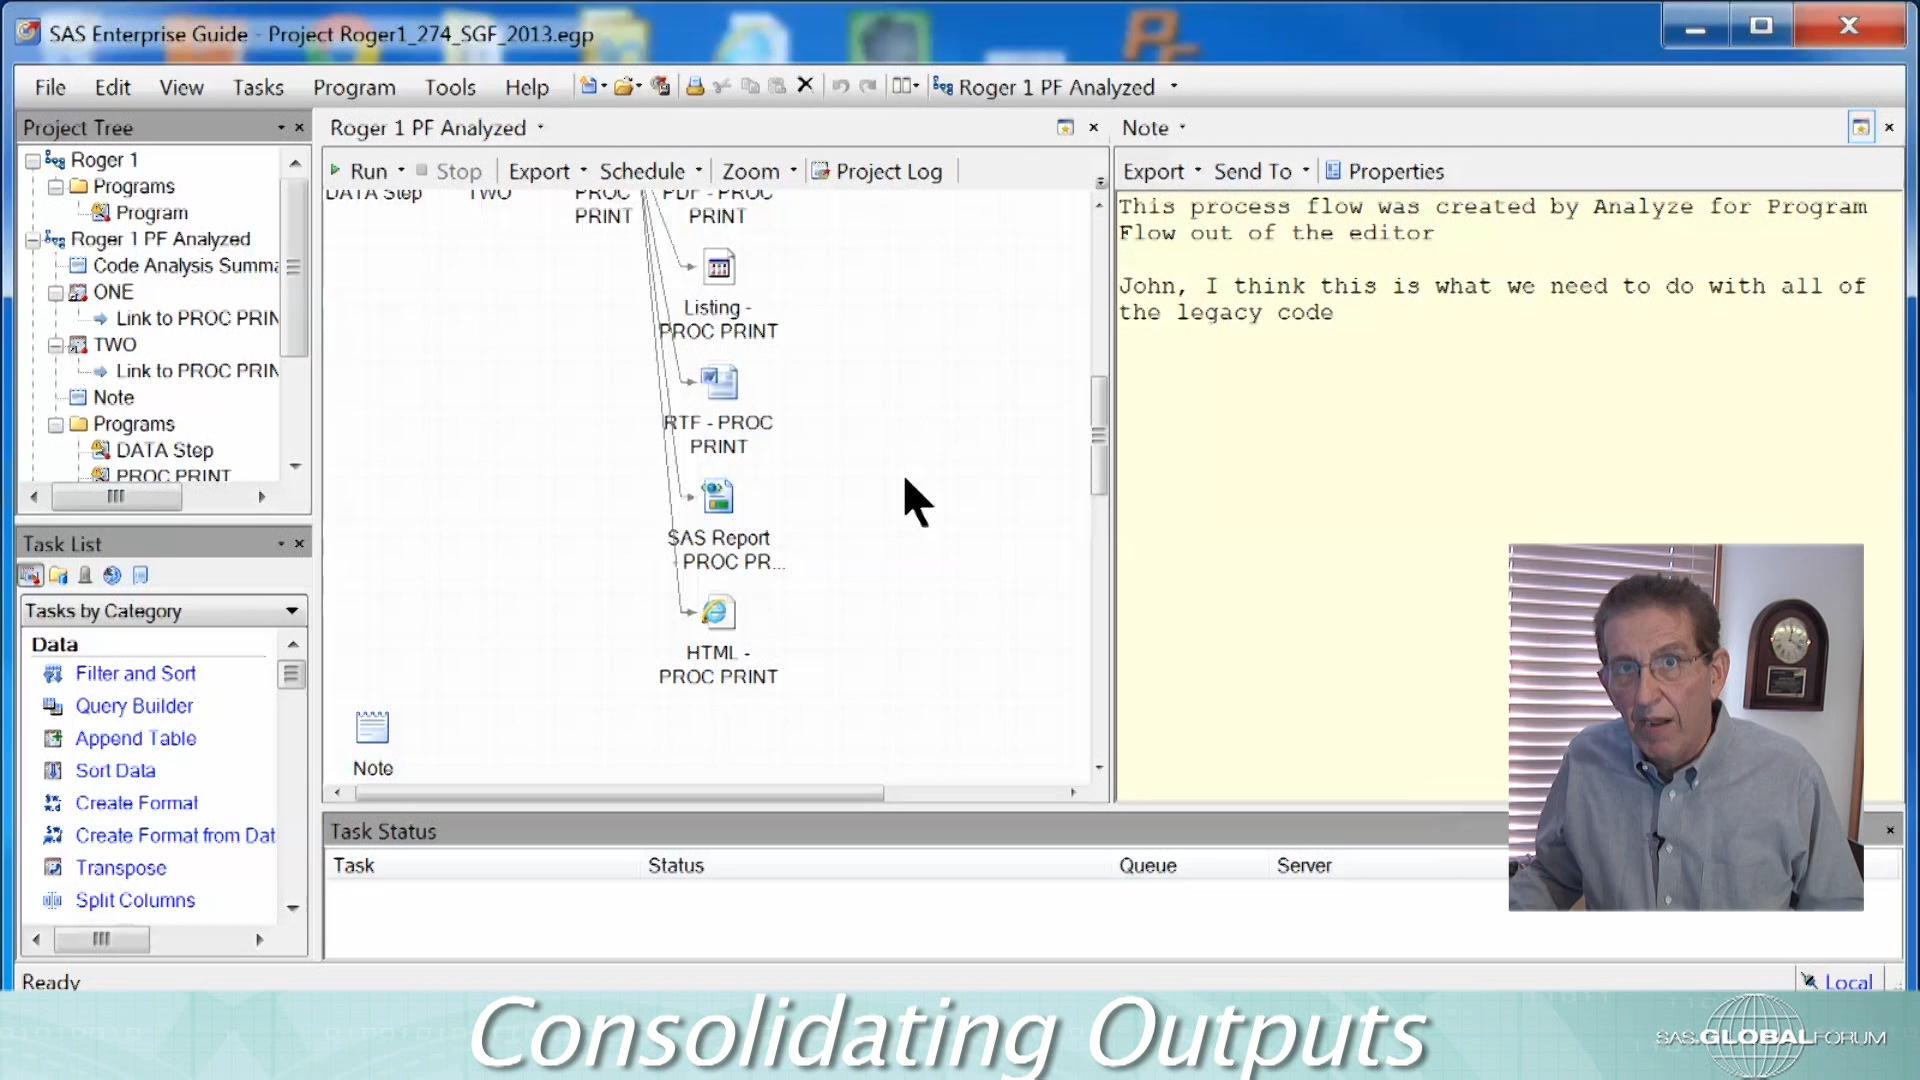 SAS Enterprise Guide - Project Roger1_274_SGF_2013.egp
File Edit View Tasks Program Tools Help Roger 1 PF Analyzed
Project Tree
Roger 1
Programs
Program
Roger 1 PF Analyzed
Code Analysis Summa
ONE
Link to PROC PRIN
TWO
Link to PROC PRIN
Note
Programs
DATA Step
PROC PRINT
Task List
Tasks by Category
Data
Filter and Sort
Query Builder
Append Table
Sort Data
Create Format
Create Format from Dat
Transpose
Split Columns
Roger 1 PF Analyzed
Run Stop Export Schedule Zoom Project Log
DATA Step TWO PROC PRINT PDF - PROC PRINT
Listing -
PROC PRINT
RTF - PROC
PRINT
SAS Report
- PROC PR...
HTML -
PROC PRINT
Note
Note
Export Send To Properties
This process flow was created by Analyze for Program
Flow out of the editor
John, I think this is what we need to do with all of
the legacy code
Task Status
Task Status Queue Server
Ready
Local
Consolidating Outputs
SAS GLOBALFORUM